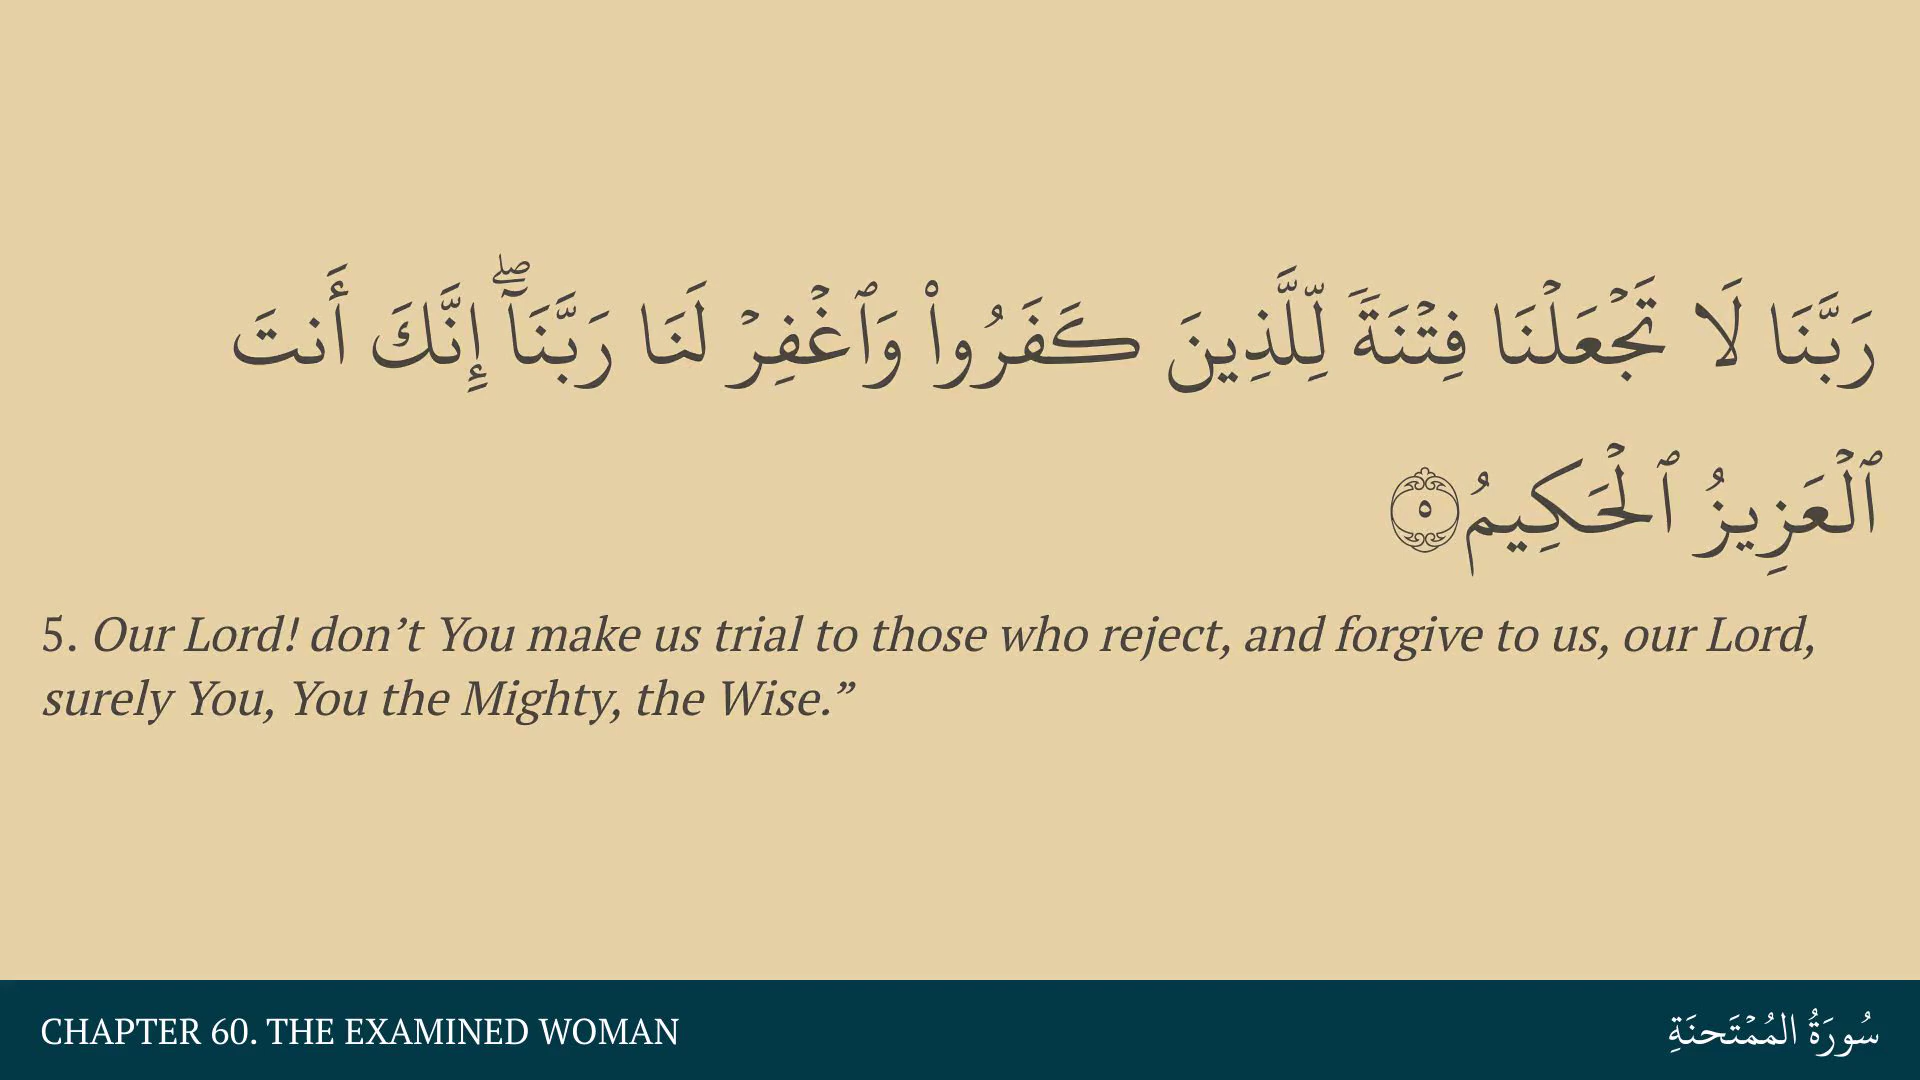 رَبَّنَا لَا تَجْعَلْنَا فِتْنَةً لِّلَّذِينَ كَفَرُوا۟ وَٱغْفِرْ لَنَا رَبَّنَآ ۖ إِنَّكَ أَنتَ
ٱلْعَزِيزُ ٱلْحَكِيمُ ٥
5. Our Lord! don’t You make us trial to those who reject, and forgive to us, our Lord,
surely You, You the Mighty, the Wise.”
CHAPTER 60. THE EXAMINED WOMAN
سُورَةُ المُمْتَحنَةِ